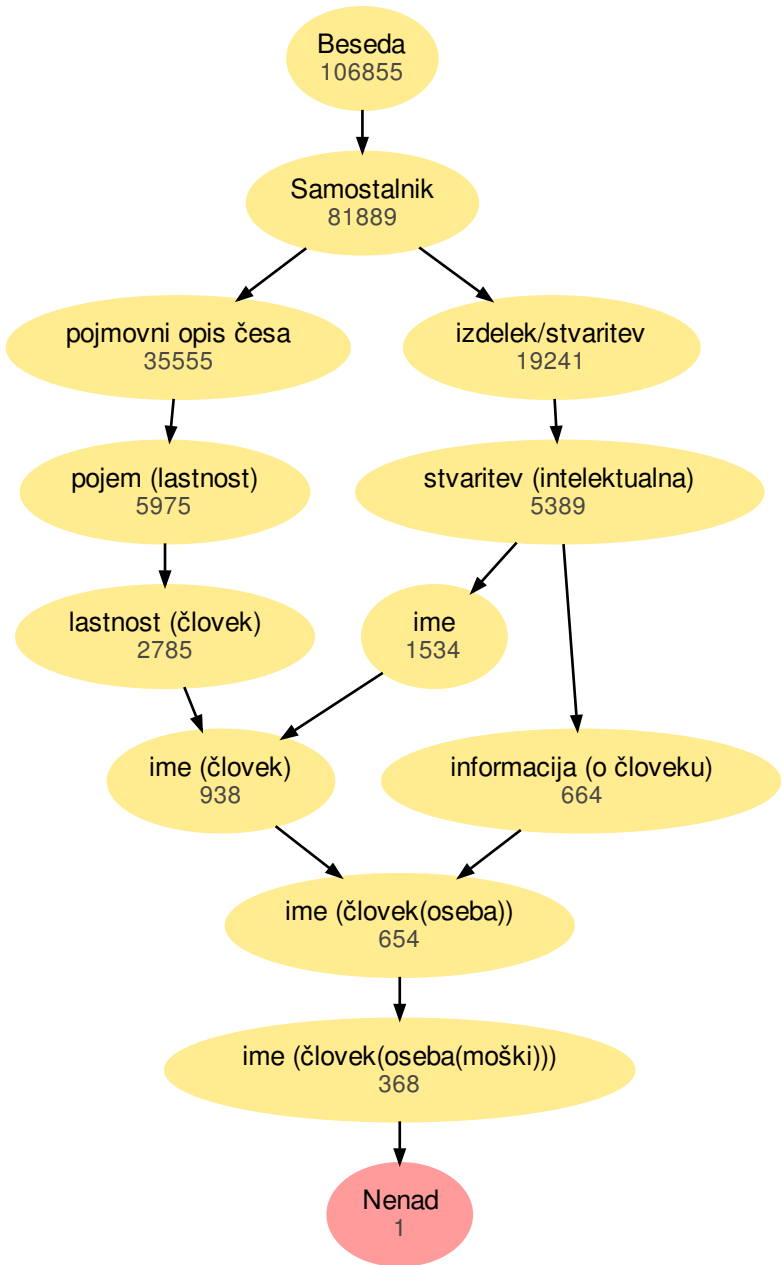 Beseda
106855
Samostalnik
81889
pojmovni opis česa
35555
izdelek/stvaritev
19241
pojem (lastnost)
5975
stvaritev (intelektualna)
5389
lastnost (človek)
2785
ime
1534
ime (človek)
938
informacija (o človeku)
664
ime (človek(oseba))
654
ime (človek(oseba(moški)))
368
Nenad
1